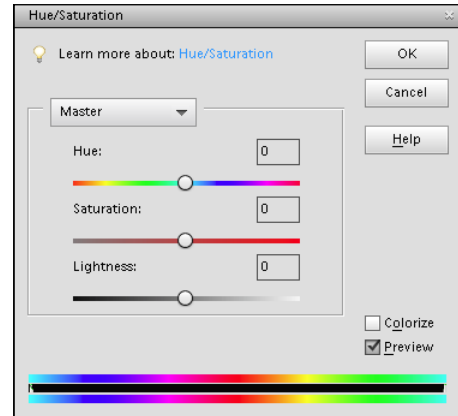 Hue/Saturation
Learn more about: Hue/Saturation
OK
Cancel
Help
Master
Hue: 0
Saturation: 0
Lightness: 0
Colorize
Preview